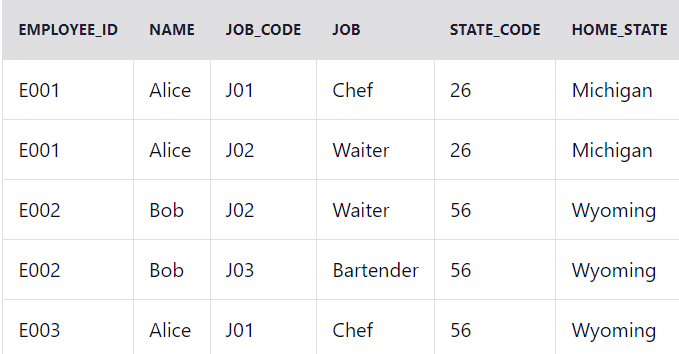 EMPLOYEE_ID NAME JOB_CODE JOB STATE_CODE HOME_STATE
E001 Alice J01 Chef 26 Michigan
E001 Alice J02 Waiter 26 Michigan
E002 Bob J02 Waiter 56 Wyoming
E002 Bob J03 Bartender 56 Wyoming
E003 Alice J01 Chef 56 Wyoming